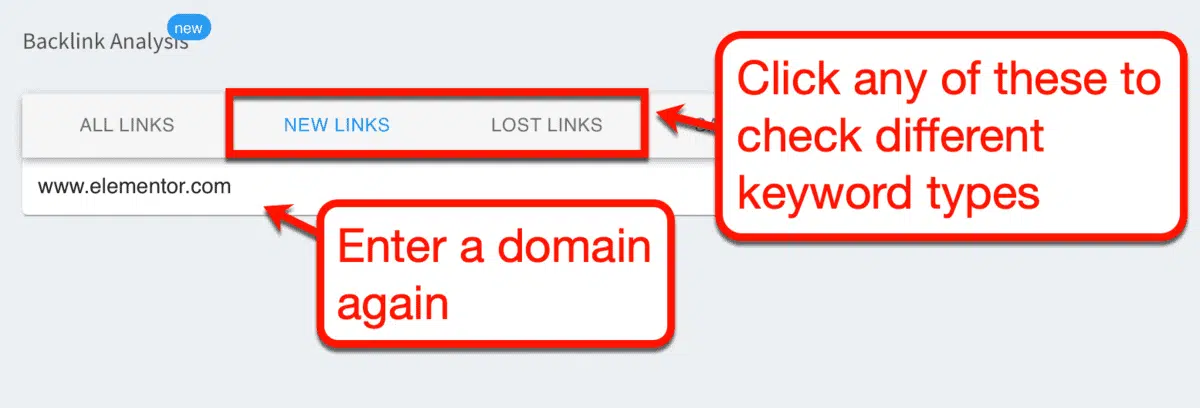 Backlink Analysis
new
ALL LINKS
NEW LINKS
LOST LINKS
www.elementor.com
Click any of these to
check different
keyword types
Enter a domain
again